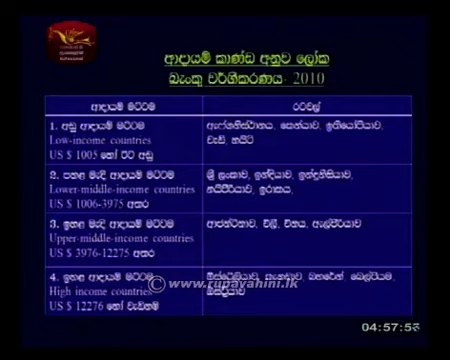 ආදායම් කාණ්ඩ අනුව ලෝක
බැංකු වර්ගීකරණය- 2010
ආදායම් මට්ටම
රටවල්
1. අඩු ආදායම් මට්ටම
Low-income countries
US $ 1005 හෝ ඊට අඩු
ඇෆ්ගනිස්ථානය, කෙන්යාව, ඉතියෝපියාව,
චැඩ්, හයිටි
2. පහළ මැදි ආදායම් මට්ටම
Lower-middle-income countries
US $ 1006-3975 අතර
ශ්‍රී ලංකාව, ඉන්දියාව, ඉන්දුනීසියාව,
නයිජීරියාව, ඉරාකය,
3. ඉහළ මැදි ආදායම් මට්ටම
Upper-middle-income countries
US $ 3976-12275 අතර
ආජන්ටිනාව, චිලී, චීනය, ඇල්ජීරියාව
4. ඉහළ ආදායම් මට්ටම
High income countries
US $ 12276 හෝ වැඩිනම්
ඕස්ට්‍රේලියාව, කැනඩාව, බහරේන්, බෙල්ජියම,
ඔස්ට්‍රියාව
©www.rupavahini.lk
04:57:58